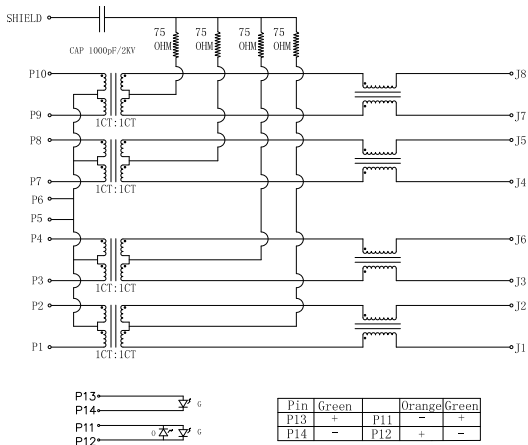 SHIELD
75 75 75 75
OHM OHM OHM OHM
CAP 1000pF/2KV
P10 J8
P9 J7
1CT:1CT
P8 J5
P7 J4
1CT:1CT
P6
P5
P4 J6
P3 J3
1CT:1CT
P2 J2
P1 J1
1CT:1CT
P13
G
P14
P11
O G
P12
Pin Green Orange Green
P13 + P11 - +
P14 - P12 + -